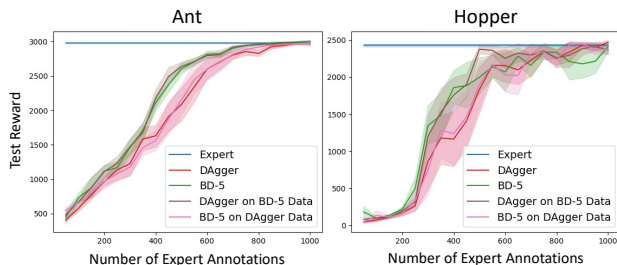 Ant
Hopper
Test Reward
3000
2500
2000
1500
1000
500
200
400
600
800
1000
Expert
DAgger
BD-5
DAgger on BD-5 Data
BD-5 on DAgger Data
Number of Expert Annotations
2500
2000
1500
1000
500
0
0
200
400
600
800
1000
Expert
DAgger
BD-5
DAgger on BD-5 Data
BD-5 on DAgger Data
Number of Expert Annotations